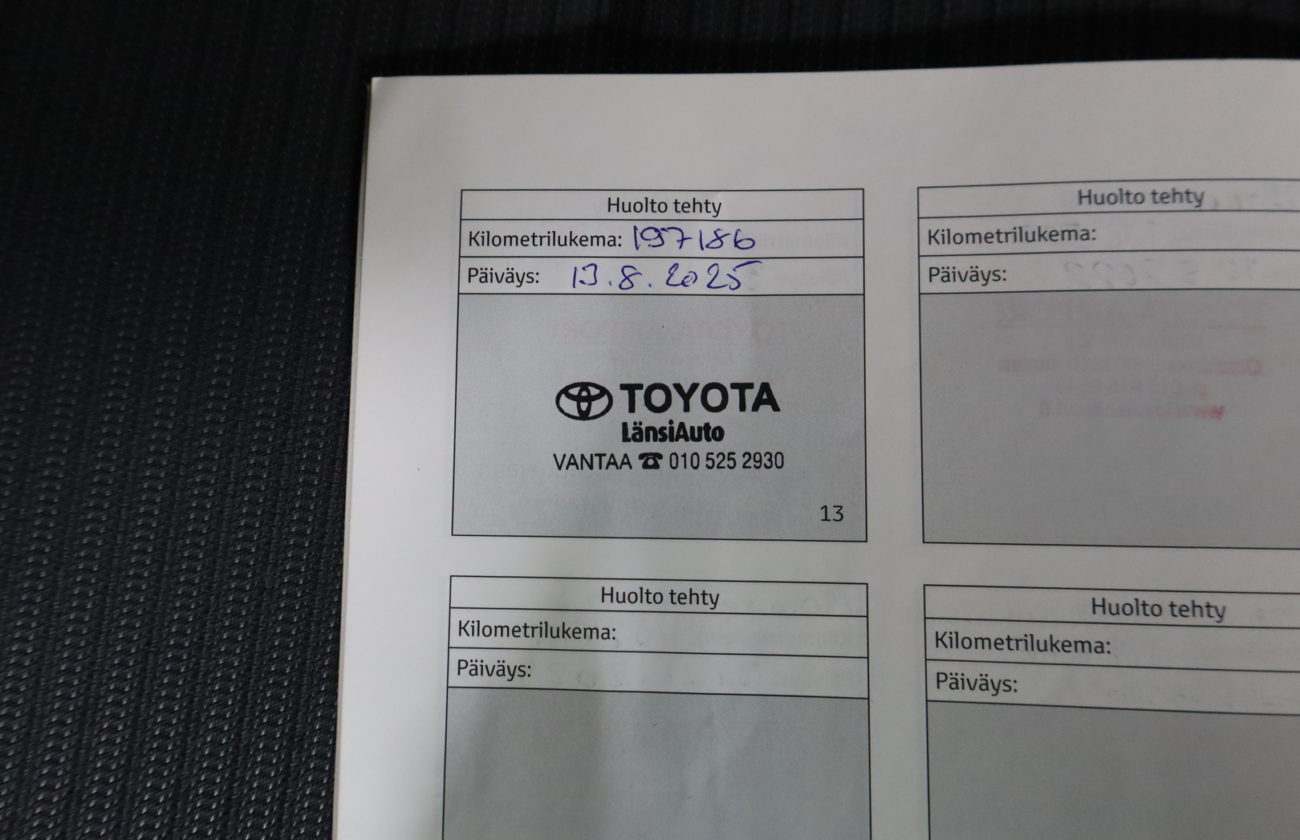 Huolto tehty
Kilometrilukema: 197186
Päiväys: 13.8.2025
TOYOTA
LänsiAuto
VANTAA ☎ 010 525 2930
13
Huolto tehty
Kilometrilukema:
Päiväys:
Huolto tehty
Kilometrilukema:
Päiväys:
Huolto tehty
Kilometrilukema:
Päiväys: